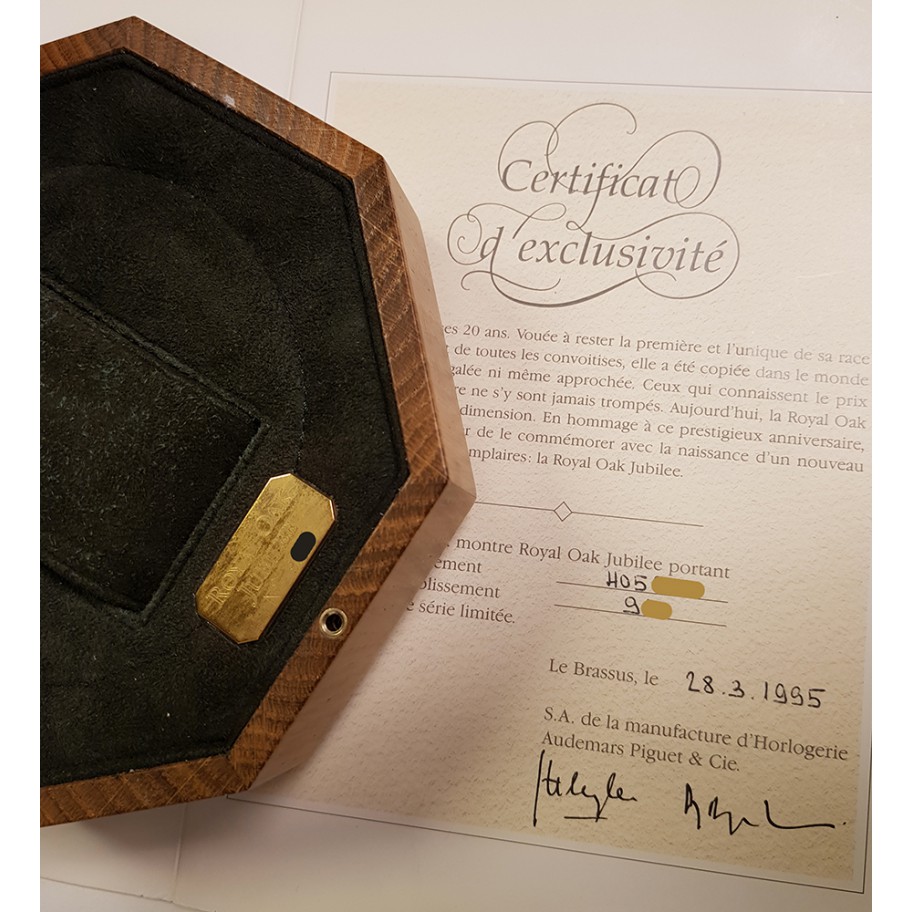 Certificat
d'exclusivité
es 20 ans. Vouée à rester la première et l'unique de sa race
de toutes les convoitises, elle a été copiée dans le monde
galée ni même approchée. Ceux qui connaissent le prix
re ne s'y sont jamais trompés. Aujourd'hui, la Royal Oak
dimension. En hommage à ce prestigieux anniversaire,
r de le commémorer avec la naissance d'un nouveau
mplaires: la Royal Oak Jubilee.
montre Royal Oak Jubilee portant
ement H05
blissement 9
e série limitée.
Le Brassus, le 28.3.1995
S.A. de la manufacture d'Horlogerie
Audemars Piguet & Cie.